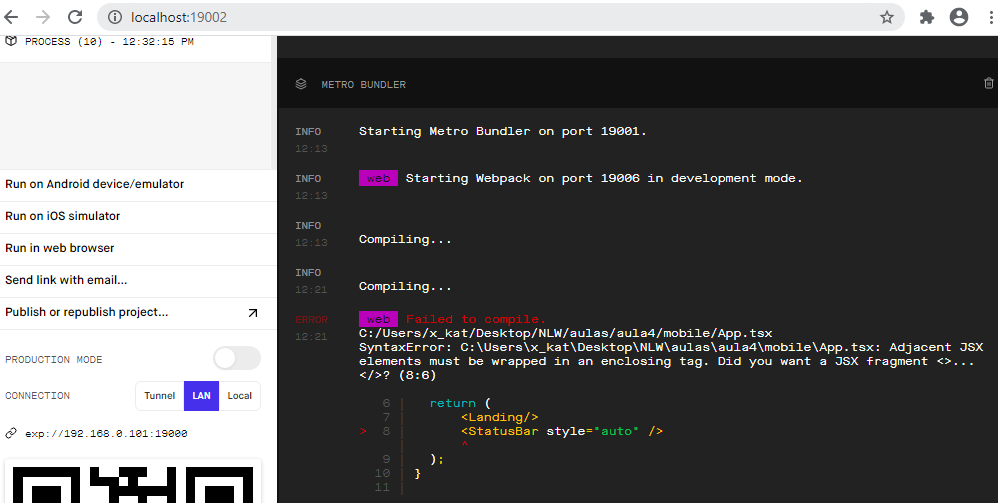 localhost:19002
PROCESS (10) - 12:32:15 PM
Run on Android device/emulator
Run on iOS simulator
Run in web browser
Send link with email...
Publish or republish project...
PRODUCTION MODE
CONNECTION
Tunnel LAN Local
exp://192.168.0.101:19000
METRO BUNDLER
INFO Starting Metro Bundler on port 19001.
12:13
INFO web Starting Webpack on port 19006 in development mode.
12:13
INFO
12:13 Compiling...
INFO
12:21 Compiling...
ERROR web Failed to compile.
12:21 C:/Users/x_kat/Desktop/NLW/aulas/aula4/mobile/App.tsx
SyntaxError: C:\Users\x_kat\Desktop\NLW\aulas\aula4\mobile\App.tsx: Adjacent JSX
elements must be wrapped in an enclosing tag. Did you want a JSX fragment <>...
</>? (8:6)
6 | return (
7 | <Landing/>
> 8 | <StatusBar style="auto" />
| ^
9 | );
10 | }
11 |